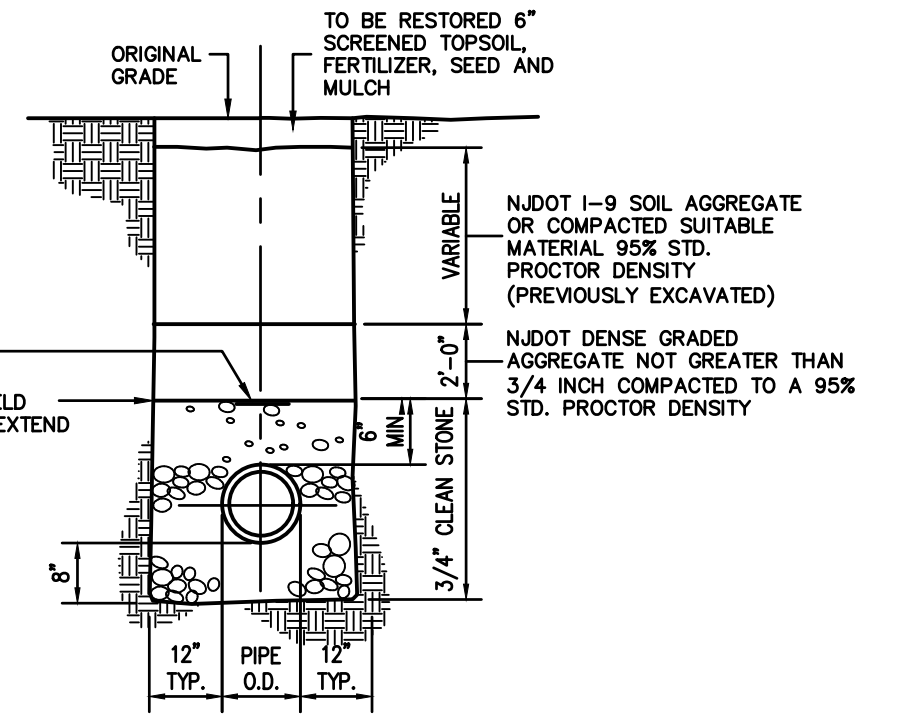 TO BE RESTORED 6"
SCREENED TOPSOIL,
FERTILIZER, SEED AND
MULCH
ORIGINAL
GRADE
VARIABLE
NJDOT I-9 SOIL AGGREGATE
OR COMPACTED SUITABLE
MATERIAL 95% STD.
PROCTOR DENSITY
(PREVIOUSLY EXCAVATED)
2'-0"
NJDOT DENSE GRADED
AGGREGATE NOT GREATER THAN
3/4 INCH COMPACTED TO A 95%
STD. PROCTOR DENSITY
ELD
EXTEND
6"
MIN
3/4" CLEAN STONE
8"
12"
TYP.
PIPE
O.D.
12"
TYP.